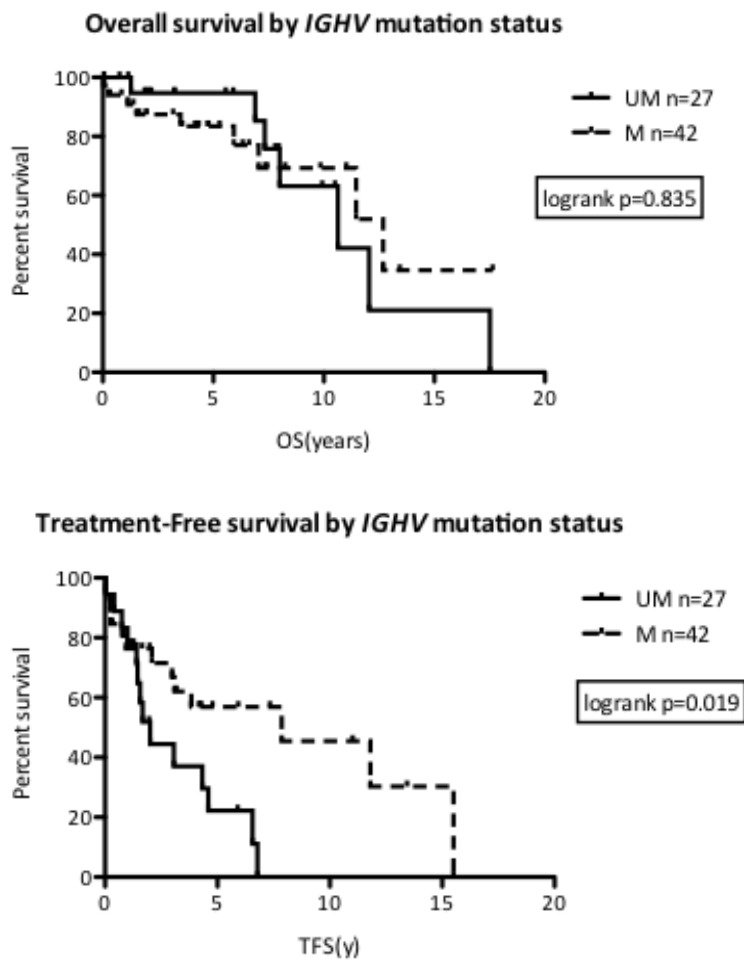 Overall survival by IGHV mutation status
100
80
60
40
20
0
Percent survival
0 5 10 15 20
OS(years)
UM n=27
M n=42
logrank p=0.835
Treatment-Free survival by IGHV mutation status
100
80
60
40
20
0
Percent survival
0 5 10 15 20
TFS(y)
UM n=27
M n=42
logrank p=0.019